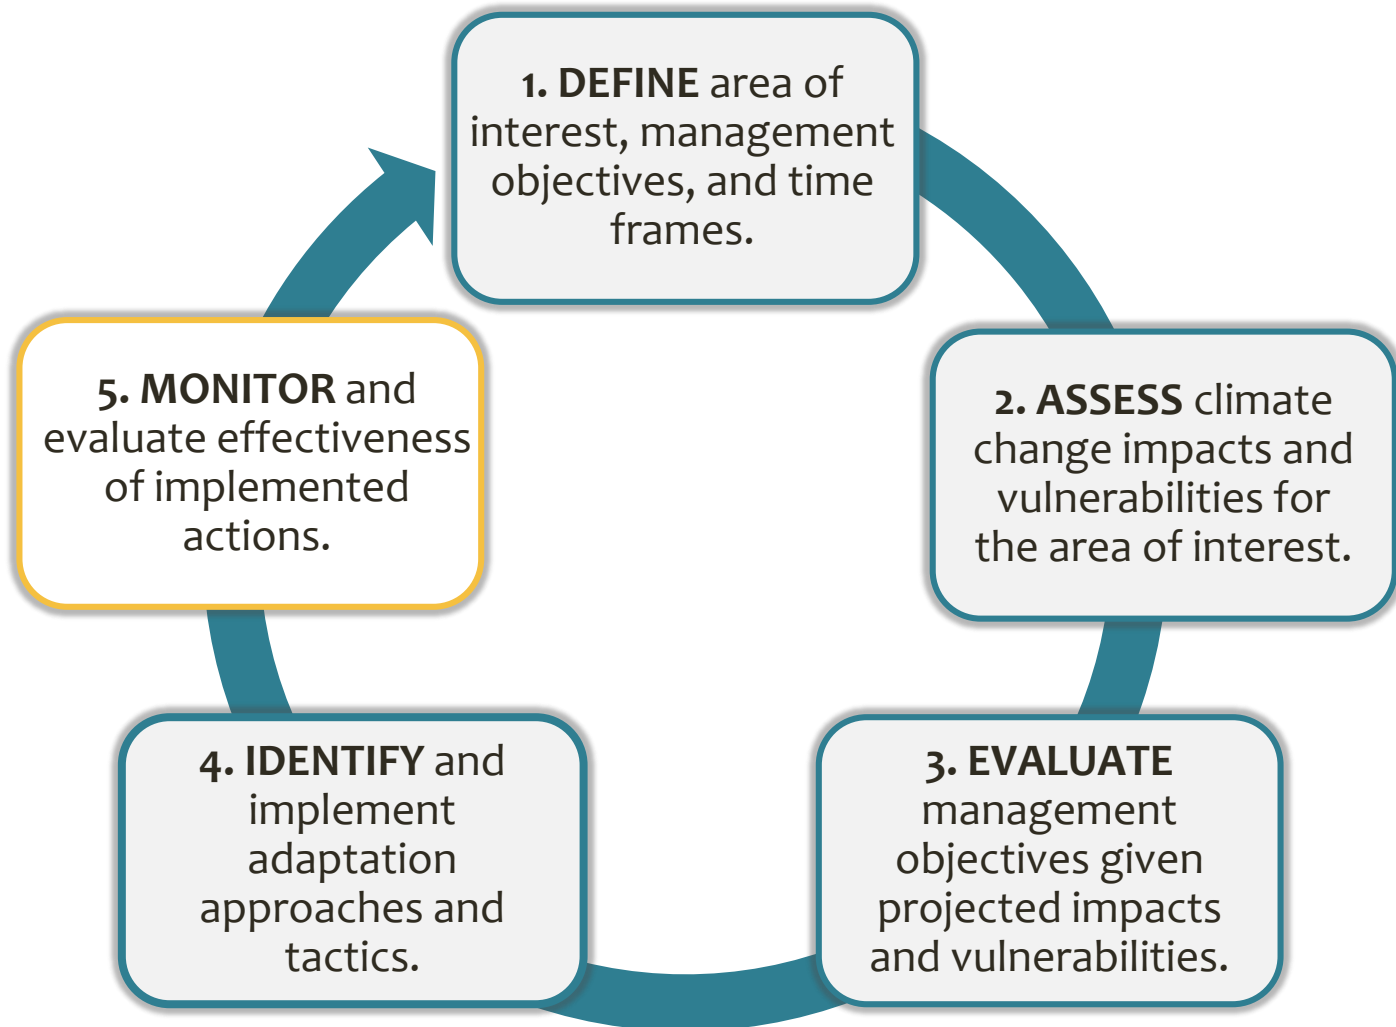 1. DEFINE area of
interest, management
objectives, and time
frames.
2. ASSESS climate
change impacts and
vulnerabilities for
the area of interest.
3. EVALUATE
management
objectives given
projected impacts
and vulnerabilities.
4. IDENTIFY and
implement
adaptation
approaches and
tactics.
5. MONITOR and
evaluate effectiveness
of implemented
actions.